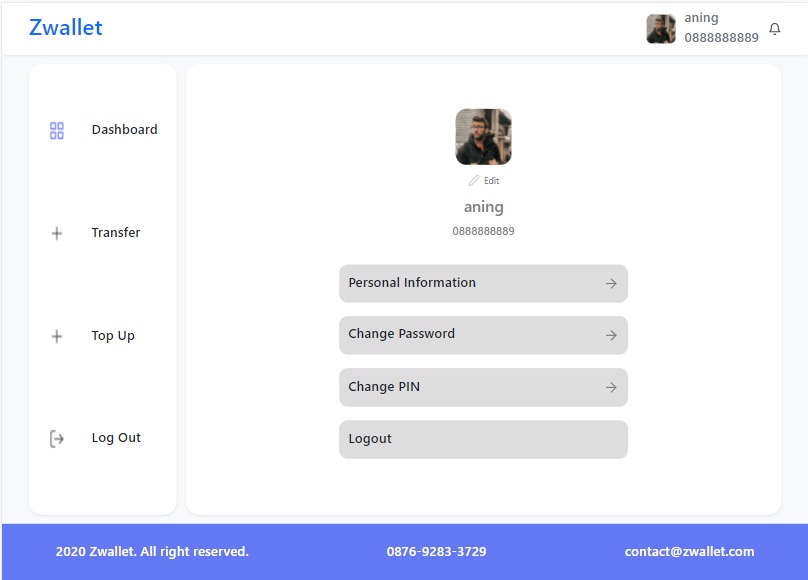 Zwallet
aning
0888888889
Dashboard
Transfer
Top Up
Log Out
Edit
aning
0888888889
Personal Information
Change Password
Change PIN
Logout
2020 Zwallet. All right reserved.
0876-9283-3729
contact@zwallet.com